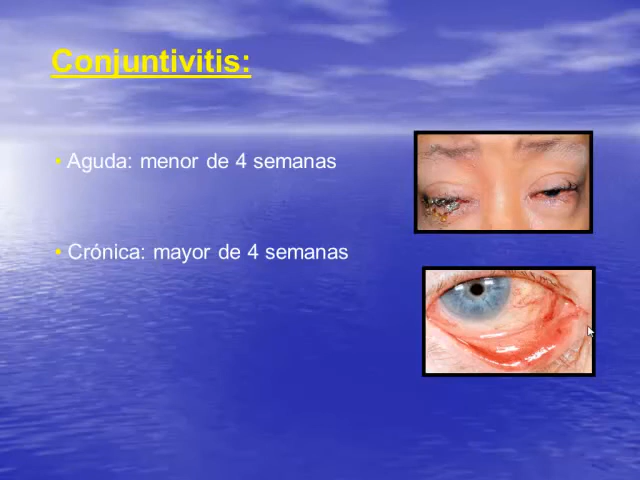 Conjuntivitis:
• Aguda: menor de 4 semanas
• Crónica: mayor de 4 semanas